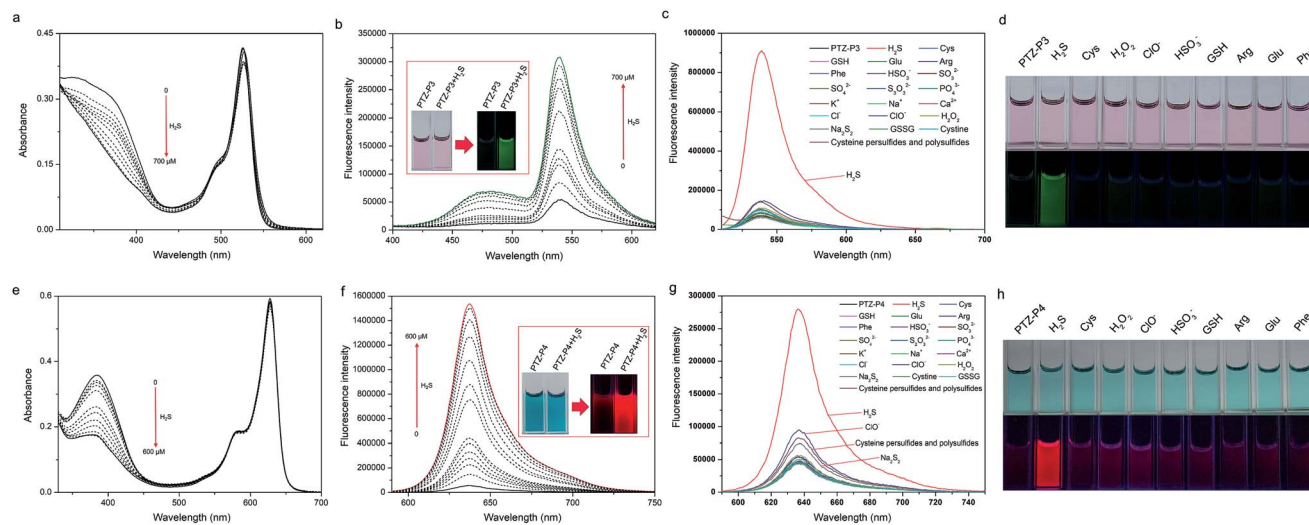 a
0.45
0.30
0.15
0.00
Absorbance
400
500
600
Wavelength (nm)
0
H₂S
700 μM
b
350000
300000
250000
200000
150000
100000
50000
0
Fluorescence intensity
400
450
500
550
600
Wavelength (nm)
PTZ-P3
PTZ-P3+H₂S
PTZ-P3
PTZ-P3+H₂S
700 μM
H₂S
0
c
1000000
800000
600000
400000
200000
0
Fluorescence intensity
550
600
650
700
Wavelength (nm)
PTZ-P3 H₂S Cys
GSH Glu Arg
Phe HSO₃⁻ SO₃²⁻
SO₄²⁻ S₂O₃²⁻ PO₄³⁻
K⁺ Na⁺ Ca²⁺
Cl⁻ ClO⁻ H₂O₂
Na₂S₂ GSSG Cystine
Cysteine persulfides and polysulfides
H₂S
d
PTZ-P3
H₂S
Cys
H₂O₂
ClO⁻
HSO₃⁻
GSH
Arg
Glu
Phe
e
0.6
0.4
0.2
0.0
Absorbance
400
500
600
700
Wavelength (nm)
0
H₂S
600 μM
f
1600000
1400000
1200000
1000000
800000
600000
400000
200000
0
Fluorescence intensity
600
650
700
750
Wavelength (nm)
600 μM
H₂S
0
PTZ-P4
PTZ-P4+H₂S
PTZ-P4
PTZ-P4+H₂S
g
300000
250000
200000
150000
100000
50000
0
Fluorescence intensity
600
620
640
660
680
700
720
740
Wavelength (nm)
PTZ-P4 H₂S Cys
GSH Glu Arg
Phe HSO₃⁻ SO₃²⁻
SO₄²⁻ S₂O₃²⁻ PO₄³⁻
K⁺ Na⁺ Ca²⁺
Cl⁻ ClO⁻ H₂O₂
Na₂S₂ Cystine GSSG
Cysteine persulfides and polysulfides
H₂S
ClO⁻
Cysteine persulfides and polysulfides
Na₂S₂
h
PTZ-P4
H₂S
Cys
H₂O₂
ClO⁻
HSO₃⁻
GSH
Arg
Glu
Phe